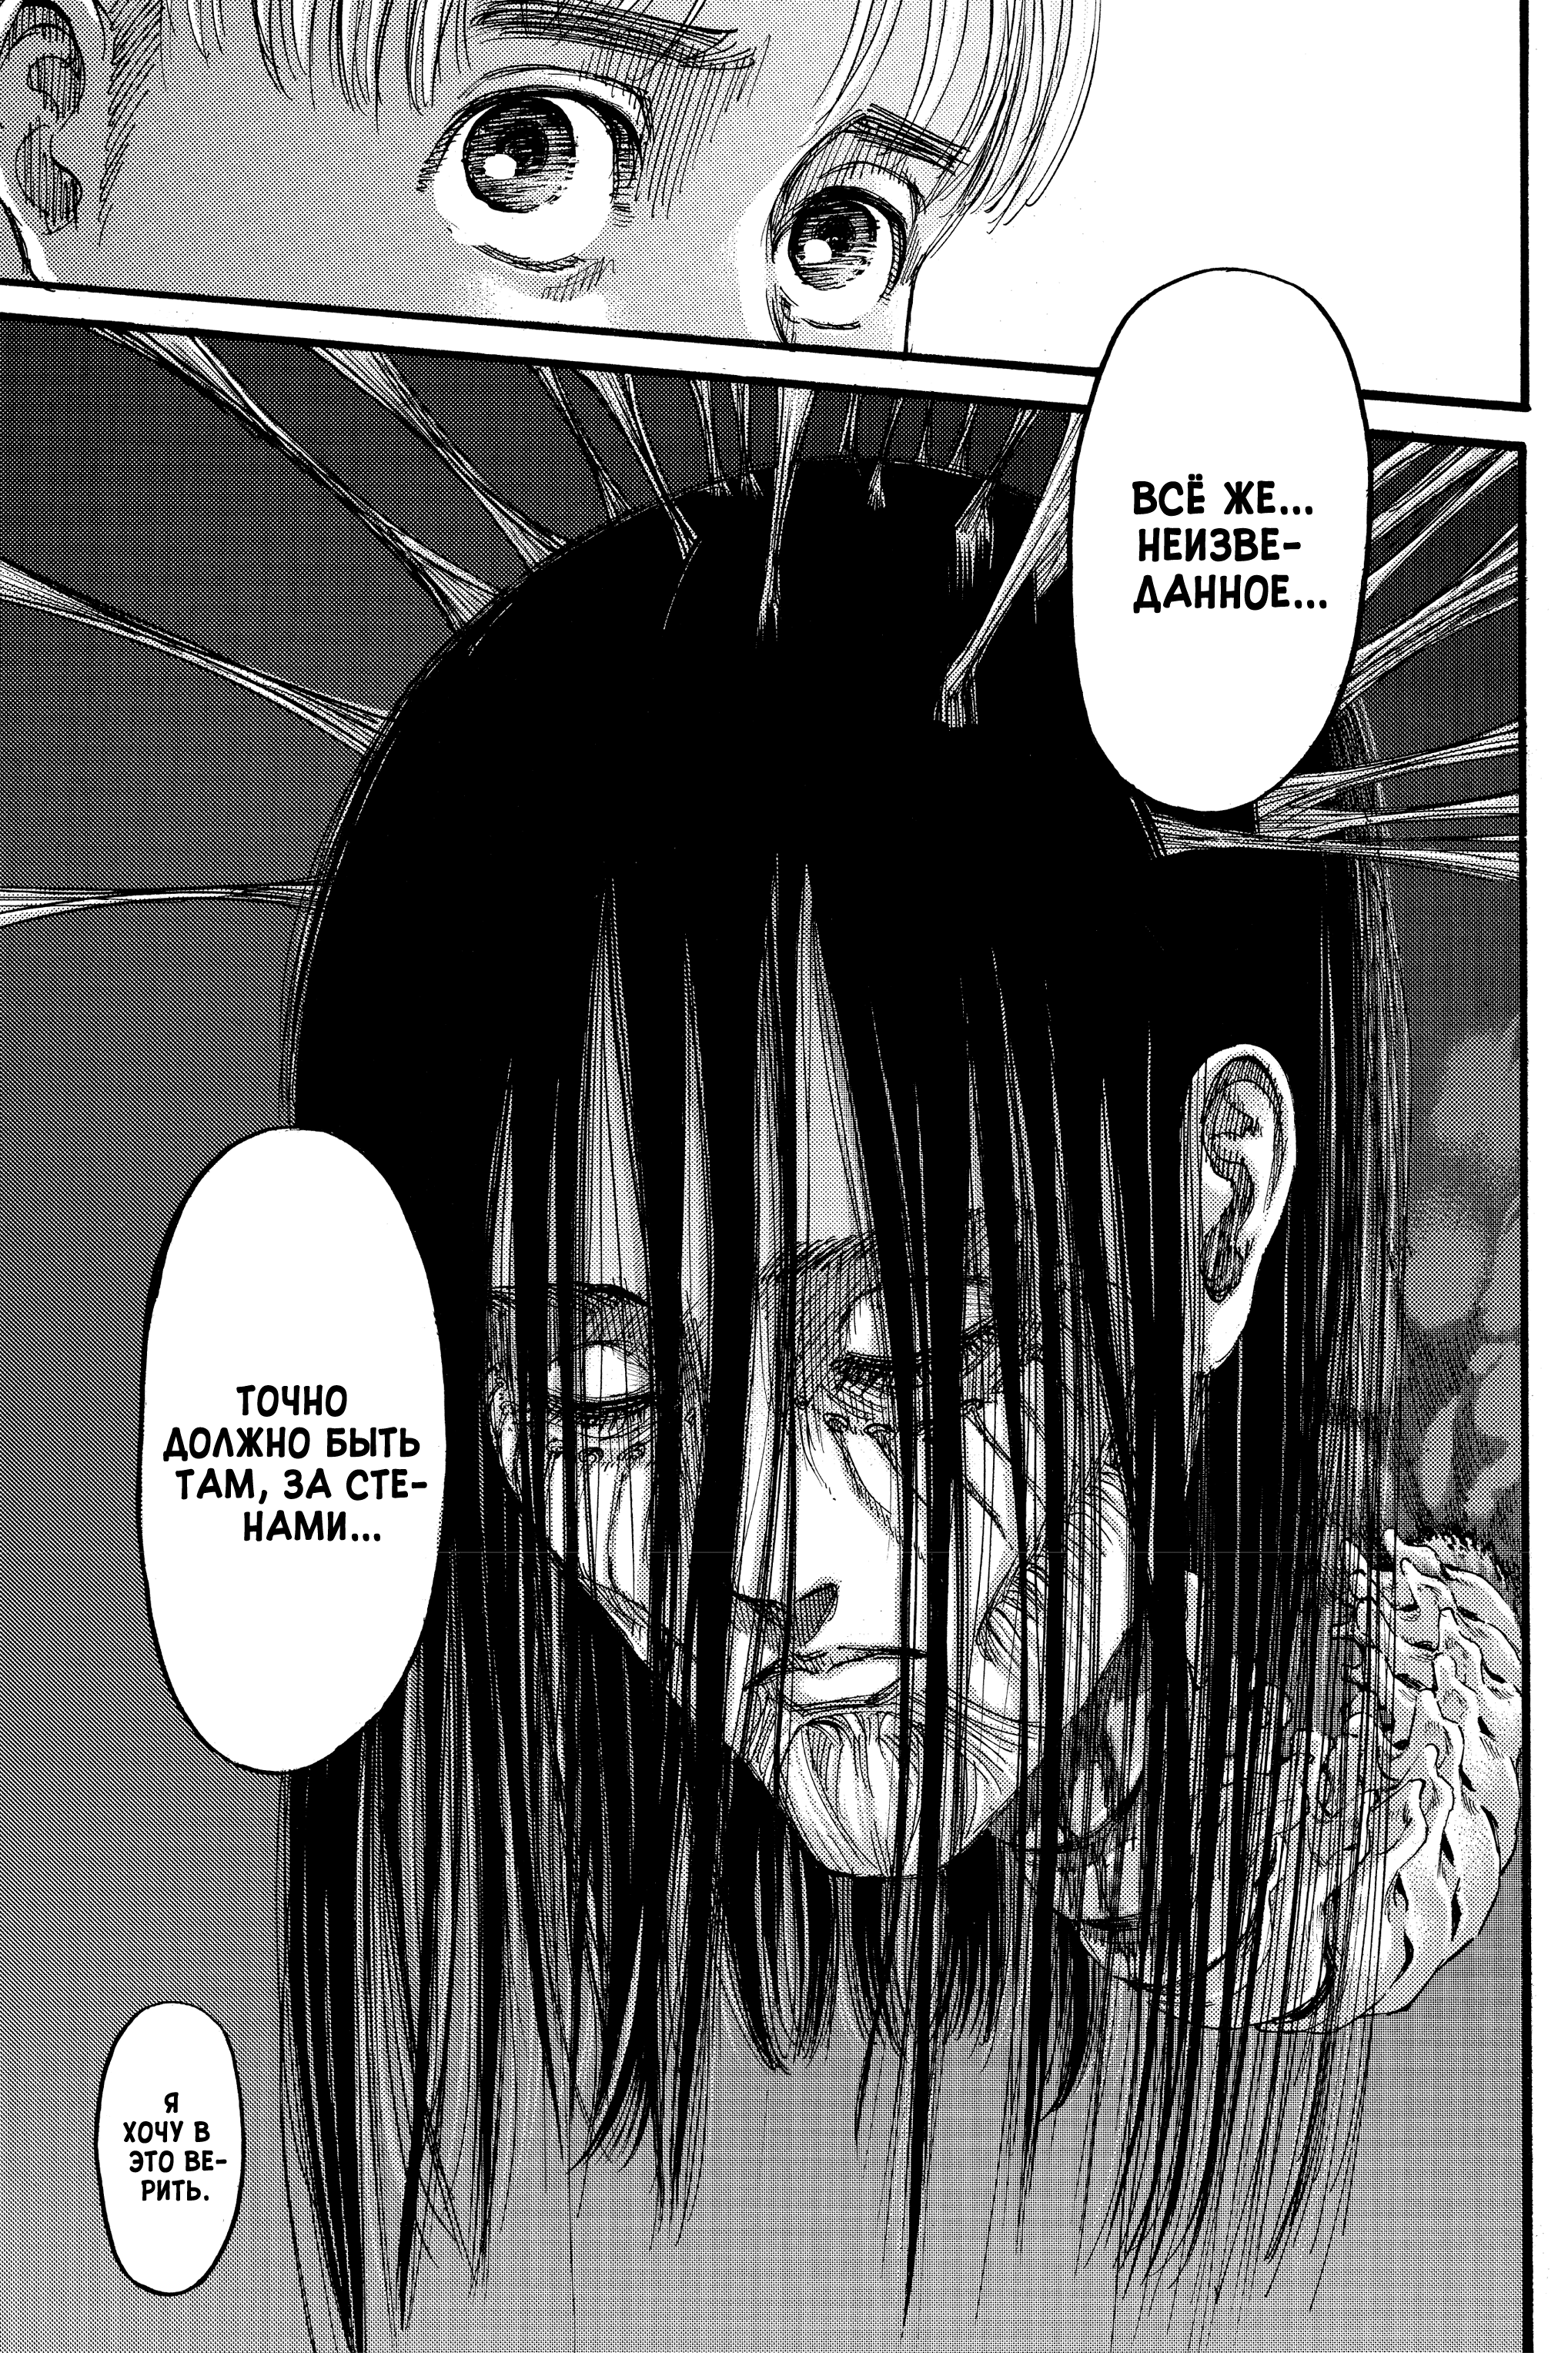 ВСЁ ЖЕ...
НЕИЗВЕ-
ДАННОЕ...
ТОЧНО
ДОЛЖНО БЫТЬ
ТАМ, ЗА СТЕ-
НАМИ...
Я
ХОЧУ В
ЭТО ВЕ-
РИТЬ.